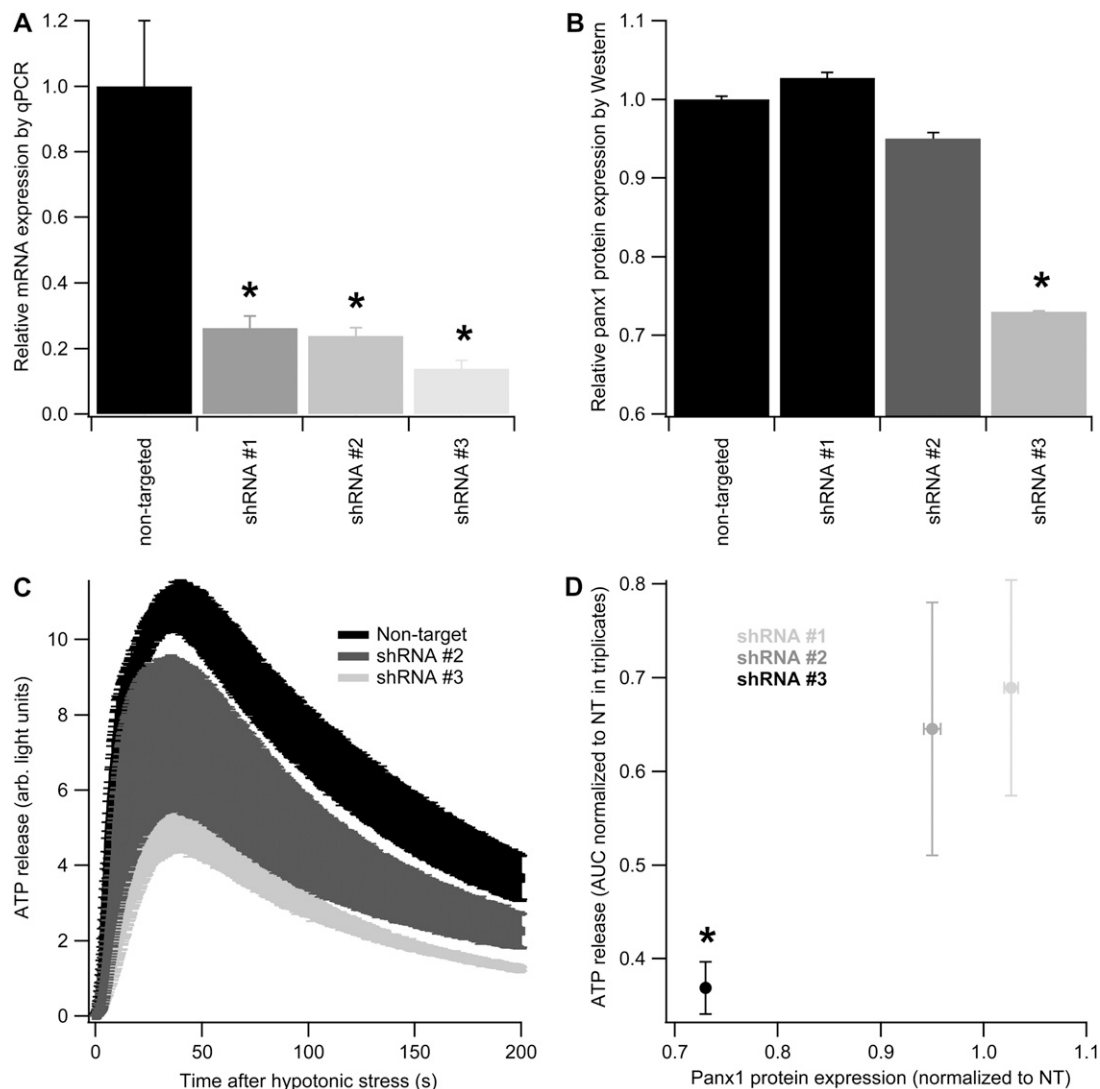 A
Relative mRNA expression by qPCR
1.2
1.0
0.8
0.6
0.4
0.2
0.0
*
*
*
non-targeted
shRNA #1
shRNA #2
shRNA #3
B
Relative panx1 protein expression by Western
1.0
0.9
0.8
0.7
0.6
*
non-targeted
shRNA #1
shRNA #2
shRNA #3
C
ATP release (arb. light units)
10
8
6
4
2
0
Non-target
shRNA #2
shRNA #3
0 50 100 150 200
Time after hypotonic stress (s)
D
ATP release (AUC normalized to NT in triplicates)
0.8
0.7
0.6
0.5
0.4
shRNA #1
shRNA #2
shRNA #3
*
0.7 0.8 0.9 1.0 1.1
Panx1 protein expression (normalized to NT)